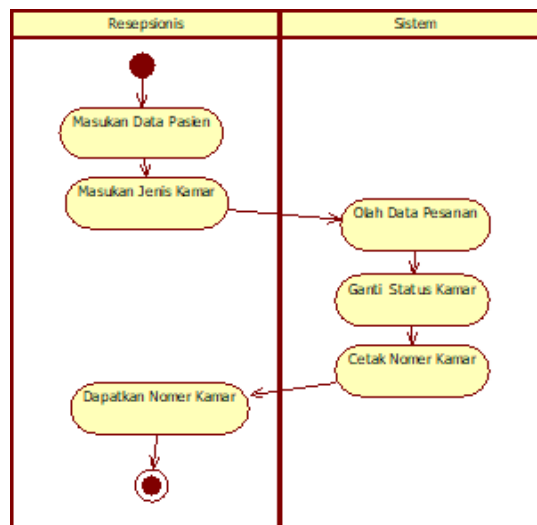 Resepsionis
Sistem
Masukan Data Pasien
Masukan Jenis Kamar
Olah Data Pesanan
Ganti Status Kamar
Cetak Nomer Kamar
Dapatkan Nomer Kamar